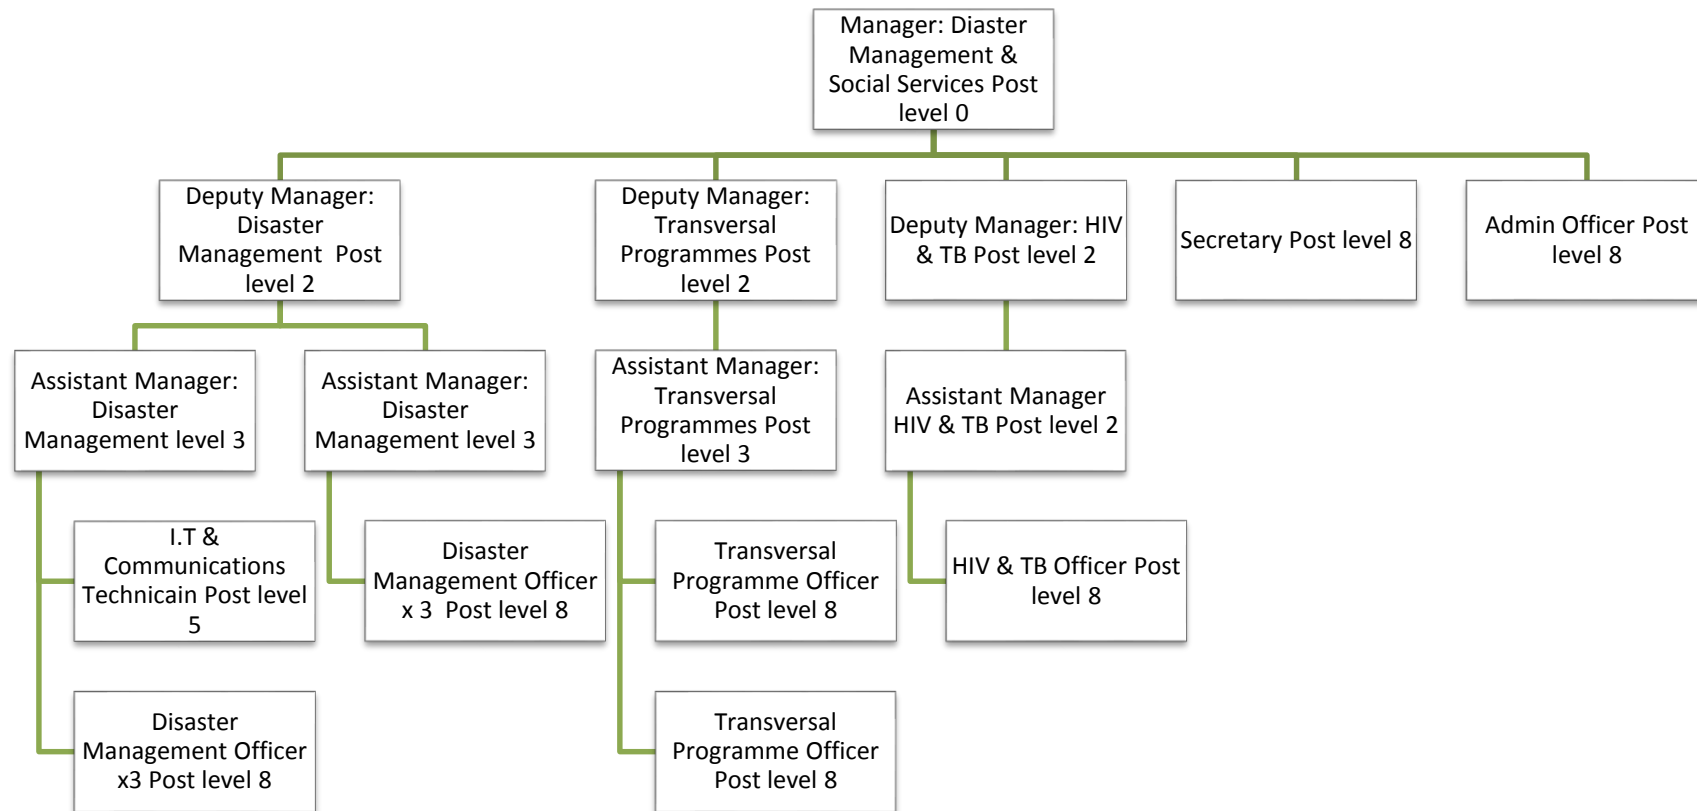 Manager: Diaster
Management &
Social Services Post
level 0
Deputy Manager:
Disaster
Management  Post
level 2
Deputy Manager:
Transversal
Programmes Post
level 2
Deputy Manager: HIV
& TB Post level 2
Secretary Post level 8
Admin Officer Post
level 8
Assistant Manager:
Disaster
Management level 3
Assistant Manager:
Disaster
Management level 3
Assistant Manager:
Transversal
Programmes Post
level 3
Assistant Manager
HIV & TB Post level 2
I.T &
Communications
Technicain Post level
5
Disaster
Management Officer
x 3  Post level 8
Transversal
Programme Officer
Post level 8
HIV & TB Officer Post
level 8
Disaster
Management Officer
x3 Post level 8
Transversal
Programme Officer
Post level 8